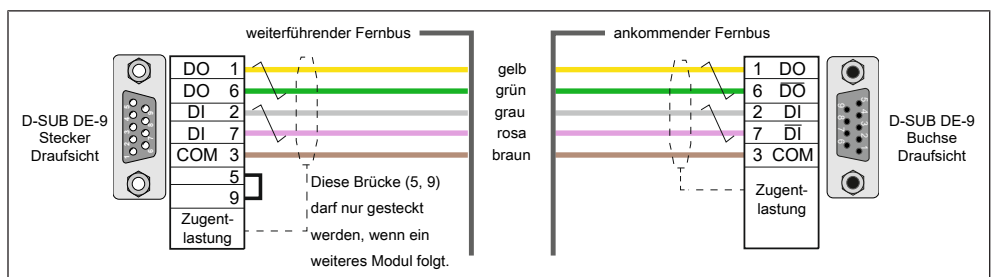 weiterführender Fernbus
ankommender Fernbus
D-SUB DE-9
Stecker
Draufsicht
DO 1
DO 6
DI 2
DI 7
COM 3
5
9
Zugent-
lastung
Diese Brücke (5, 9)
darf nur gesteckt
werden, wenn ein
weiteres Modul folgt.
gelb
grün
grau
rosa
braun
1 DO
6 D̅O̅
2 DI
7 D̅I̅
3 COM
Zugent-
lastung
D-SUB DE-9
Buchse
Draufsicht